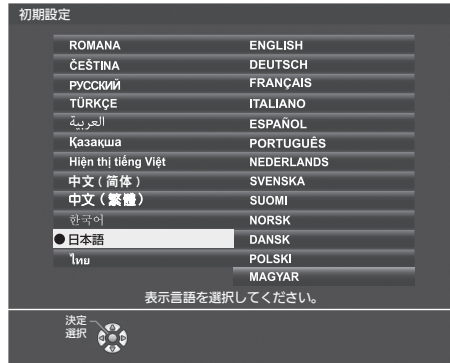 初期設定
ROMANA
ČEŠTINA
РУССКИЙ
TÜRKÇE
العربية
Қазақша
Hiện thị tiếng Việt
中文（简体）
中文（繁體）
한국어
日本語
ไทย
ENGLISH
DEUTSCH
FRANÇAIS
ITALIANO
ESPAÑOL
PORTUGUÊS
NEDERLANDS
SVENSKA
SUOMI
NORSK
DANSK
POLSKI
MAGYAR
表示言語を選択してください。
決定
選択